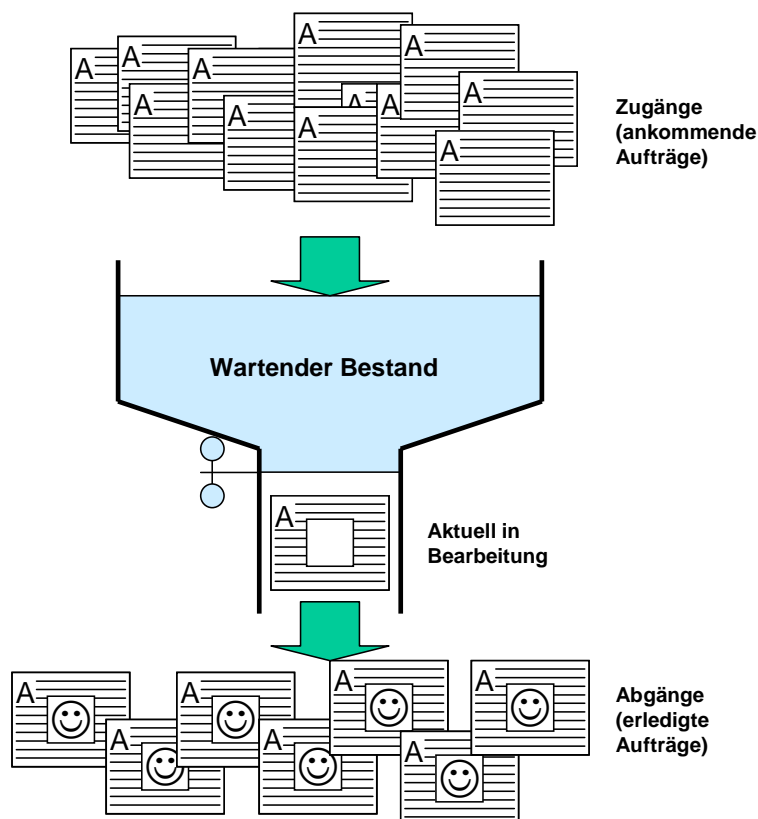 A
A
A
A
A
A
A
A
A
A
A
A
Zugänge
(ankommende
Aufträge)
Wartender Bestand
A
Aktuell in
Bearbeitung
A
A
A
A
A
A
A
Abgänge
(erledigte
Aufträge)